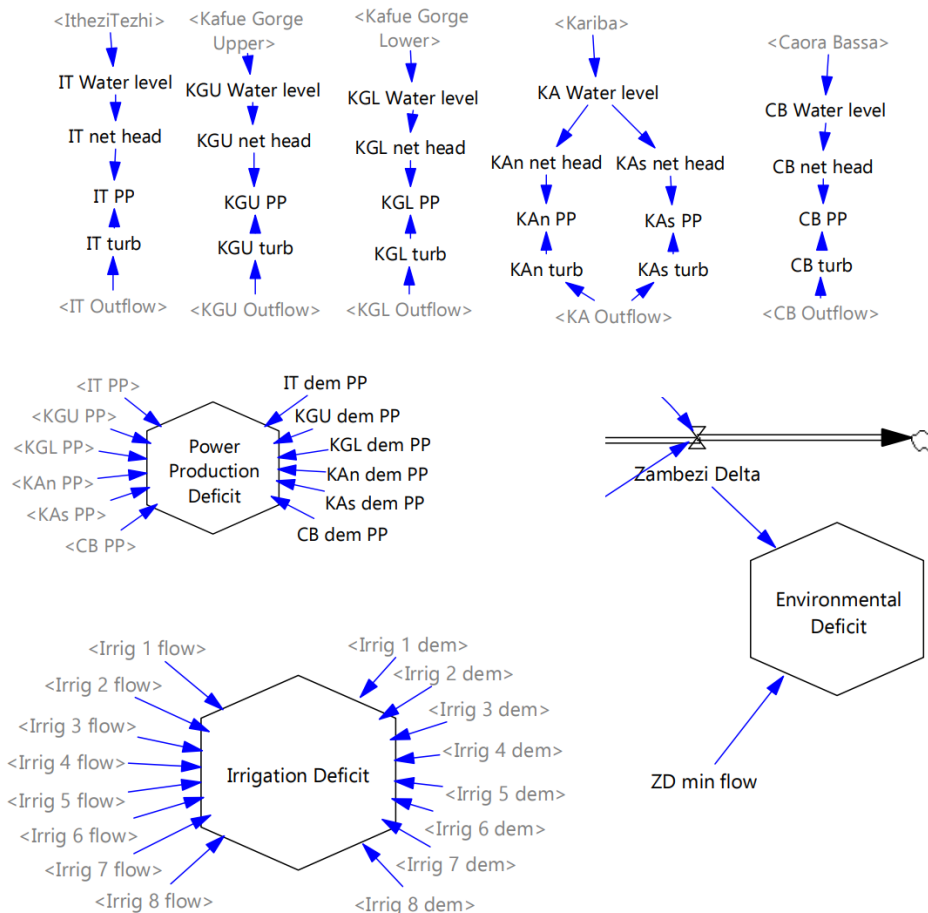 <ItheziTezhi>
IT Water level
IT net head
IT PP
IT turb
<IT Outflow>
<Kafue Gorge
Upper>
KGU Water level
KGU net head
KGU PP
KGU turb
<KGU Outflow>
<Kafue Gorge
Lower>
KGL Water level
KGL net head
KGL PP
KGL turb
<KGL Outflow>
<Kariba>
KA Water level
KAn net head
KAs net head
KAn PP
KAs PP
KAn turb
KAs turb
<KA Outflow>
<Caora Bassa>
CB Water level
CB net head
CB PP
CB turb
<CB Outflow>
<IT PP>
<KGU PP>
<KGL PP>
<KAn PP>
<KAs PP>
<CB PP>
Power
Production
Deficit
IT dem PP
KGU dem PP
KGL dem PP
KAn dem PP
KAs dem PP
CB dem PP
Zambezi Delta
Environmental
Deficit
ZD min flow
<Irrig 1 flow>
<Irrig 2 flow>
<Irrig 3 flow>
<Irrig 4 flow>
<Irrig 5 flow>
<Irrig 6 flow>
<Irrig 7 flow>
<Irrig 8 flow>
Irrigation Deficit
<Irrig 1 dem>
<Irrig 2 dem>
<Irrig 3 dem>
<Irrig 4 dem>
<Irrig 5 dem>
<Irrig 6 dem>
<Irrig 7 dem>
<Irrig 8 dem>